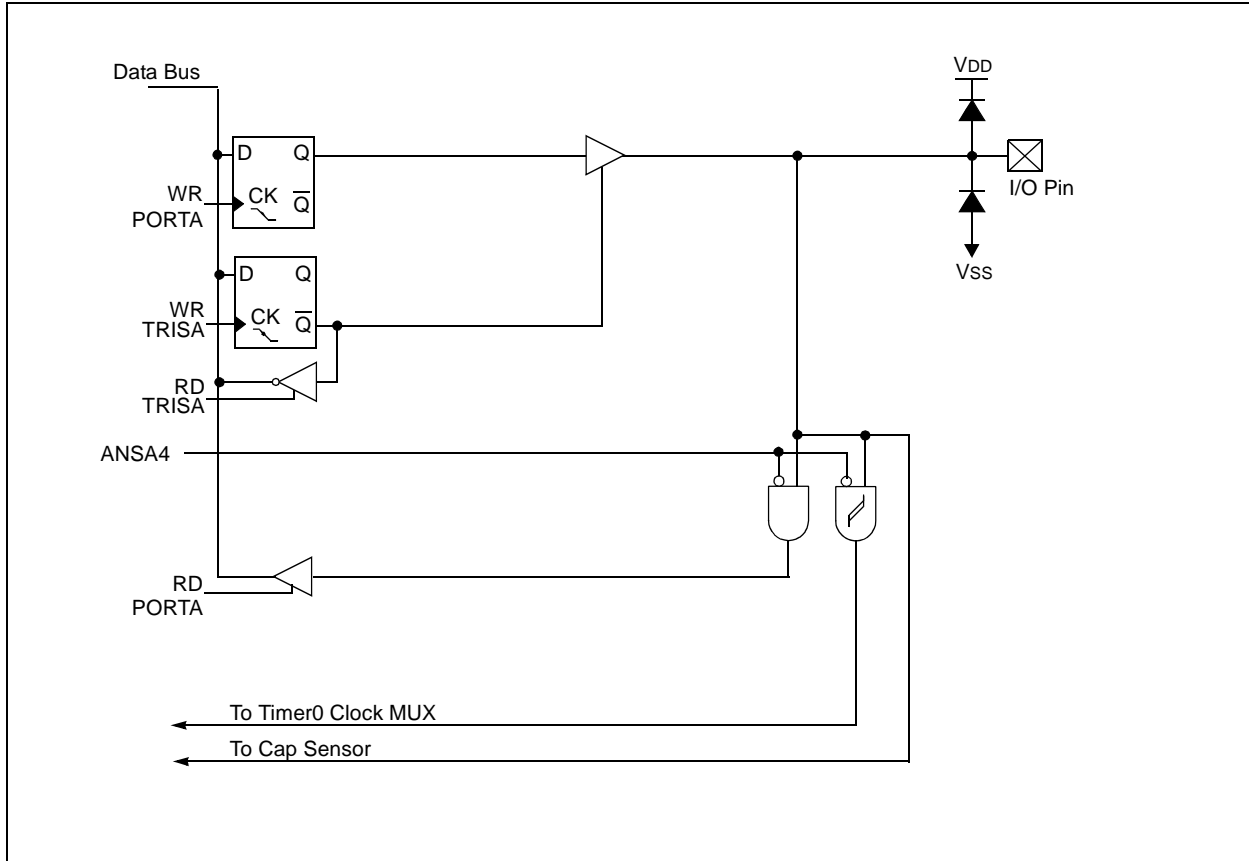 Data Bus
VDD
D Q
WR
PORTA
CK Q
I/O Pin
D Q
VSS
WR
TRISA
CK Q
RD
TRISA
ANSA4
RD
PORTA
To Timer0 Clock MUX
To Cap Sensor